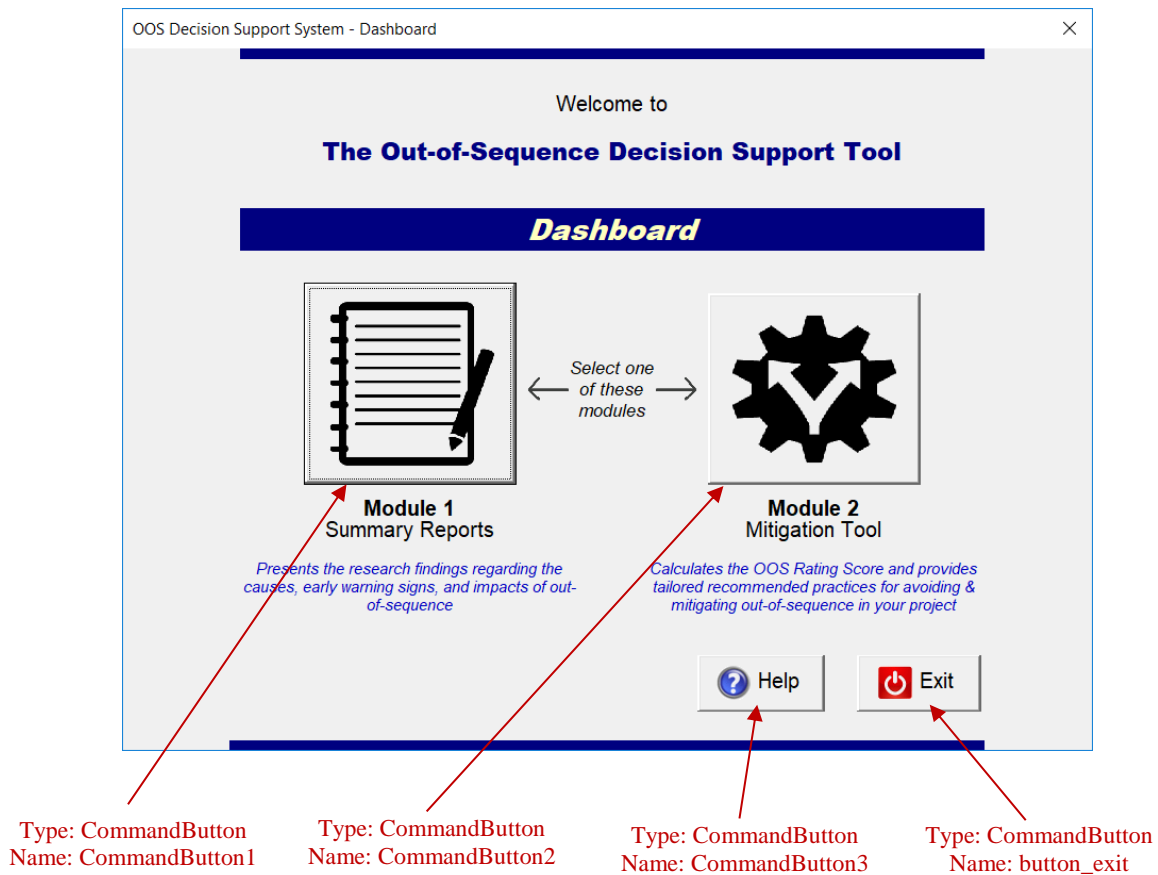 OOS Decision Support System - Dashboard
Welcome to
The Out-of-Sequence Decision Support Tool
Dashboard
Select one
of these
modules
Module 1
Summary Reports
Presents the research findings regarding the
causes, early warning signs, and impacts of out-
of-sequence
Module 2
Mitigation Tool
Calculates the OOS Rating Score and provides
tailored recommended practices for avoiding &
mitigating out-of-sequence in your project
Help
Exit
Type: CommandButton
Name: CommandButton1
Type: CommandButton
Name: CommandButton2
Type: CommandButton
Name: CommandButton3
Type: CommandButton
Name: button_exit